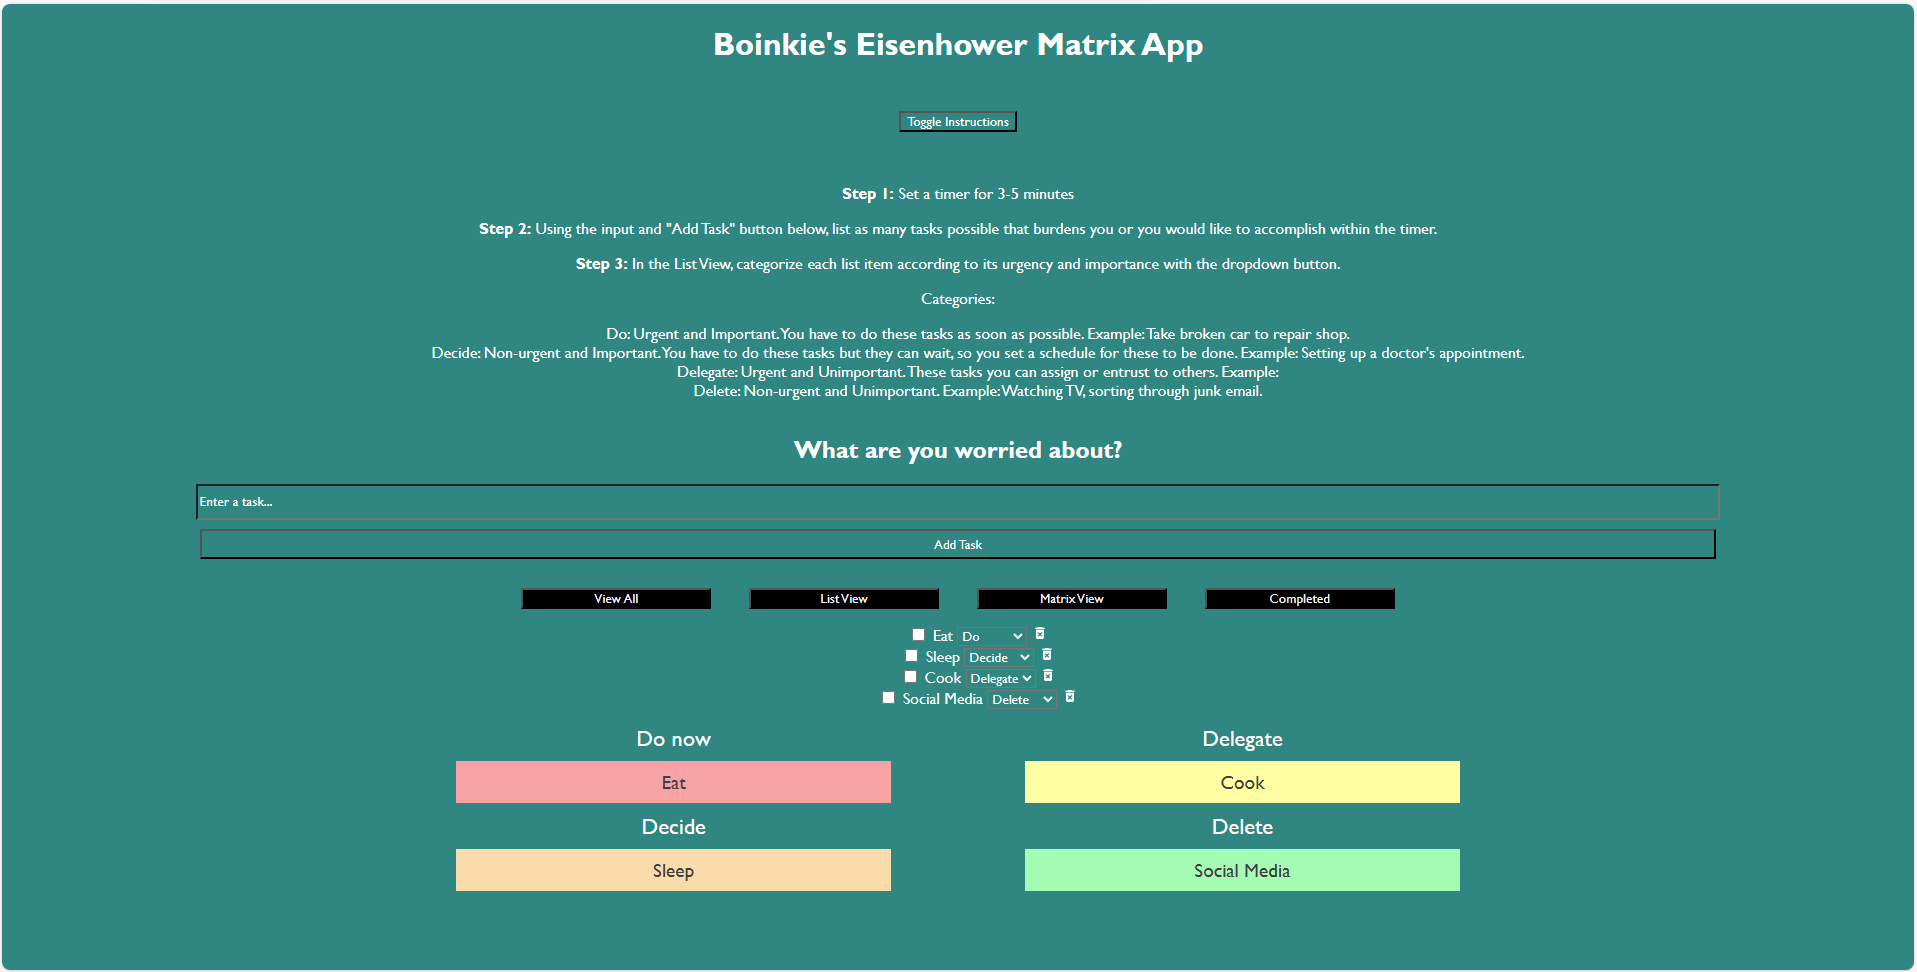 Boinkie's Eisenhower Matrix App
Toggle Instructions
Step 1: Set a timer for 3-5 minutes
Step 2: Using the input and "Add Task" button below, list as many tasks possible that burdens you or you would like to accomplish within the timer.
Step 3: In the List View, categorize each list item according to its urgency and importance with the dropdown button.
Categories:
Do: Urgent and Important. You have to do these tasks as soon as possible. Example: Take broken car to repair shop.
Decide: Non-urgent and Important. You have to do these tasks but they can wait, so you set a schedule for these to be done. Example: Setting up a doctor's appointment.
Delegate: Urgent and Unimportant. These tasks you can assign or entrust to others. Example:
Delete: Non-urgent and Unimportant. Example: Watching TV, sorting through junk email.
What are you worried about?
Enter a task...
Add Task
View All List View Matrix View Completed
Eat Do
Sleep Decide
Cook Delegate
Social Media Delete
Do now Delegate
Eat Cook
Decide Delete
Sleep Social Media